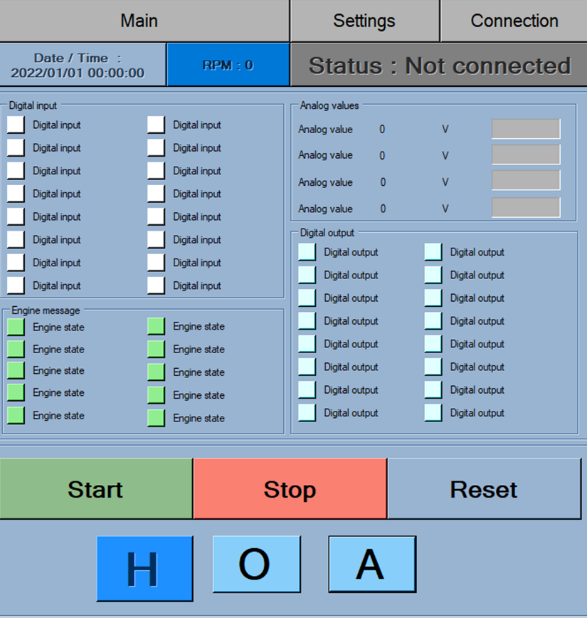 Main Settings Connection
Date / Time :
2022/01/01 00:00:00
RPM : 0
Status : Not connected
Digital input
Digital input Digital input
Digital input Digital input
Digital input Digital input
Digital input Digital input
Digital input Digital input
Digital input Digital input
Digital input Digital input
Digital input Digital input
Analog values
Analog value 0 V
Analog value 0 V
Analog value 0 V
Analog value 0 V
Digital output
Digital output Digital output
Digital output Digital output
Digital output Digital output
Digital output Digital output
Digital output Digital output
Digital output Digital output
Digital output Digital output
Digital output Digital output
Engine message
Engine state Engine state
Engine state Engine state
Engine state Engine state
Engine state Engine state
Engine state Engine state
Start Stop Reset
H O A